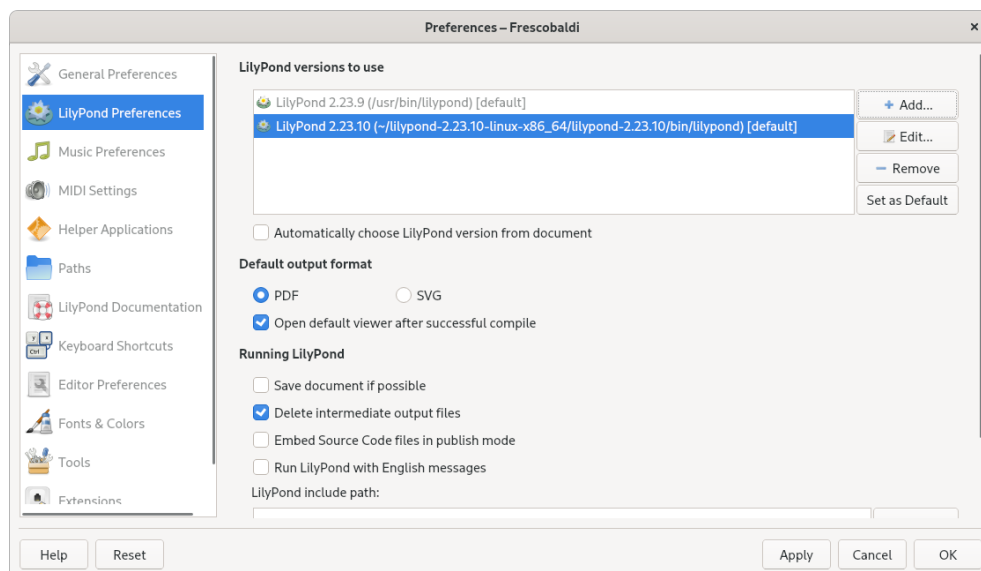 Preferences – Frescobaldi
×
General Preferences
LilyPond Preferences
Music Preferences
MIDI Settings
Helper Applications
Paths
LilyPond Documentation
Keyboard Shortcuts
Editor Preferences
Fonts & Colors
Tools
Extensions
LilyPond versions to use
LilyPond 2.23.9 (/usr/bin/lilypond) [default]
LilyPond 2.23.10 (~/lilypond-2.23.10-linux-x86_64/lilypond-2.23.10/bin/lilypond) [default]
Add...
Edit...
Remove
Set as Default
Automatically choose LilyPond version from document
Default output format
PDF SVG
Open default viewer after successful compile
Running LilyPond
Save document if possible
Delete intermediate output files
Embed Source Code files in publish mode
Run LilyPond with English messages
LilyPond include path:
Help Reset Apply Cancel OK